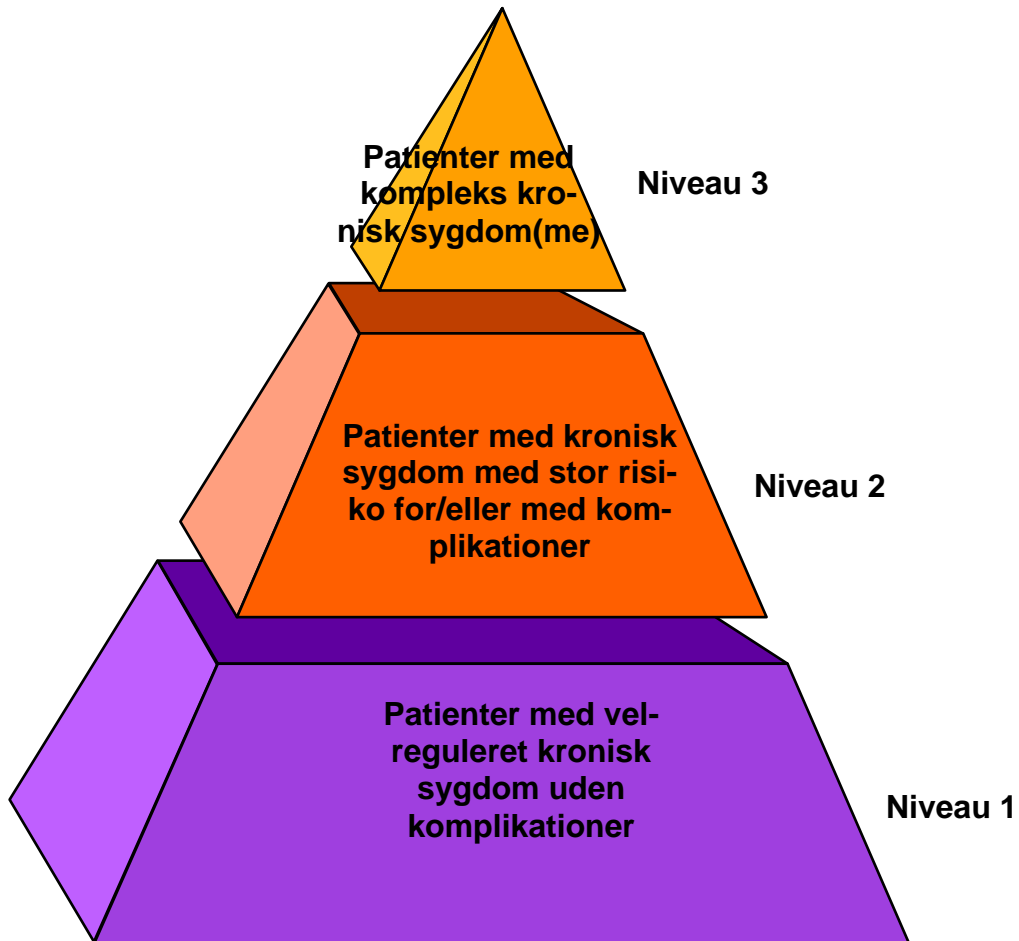 Patienter med
kompleks kro-
nisk sygdom(me)
Niveau 3
Patienter med kronisk
sygdom med stor risi-
ko for/eller med kom-
plikationer
Niveau 2
Patienter med vel-
reguleret kronisk
sygdom uden
komplikationer
Niveau 1